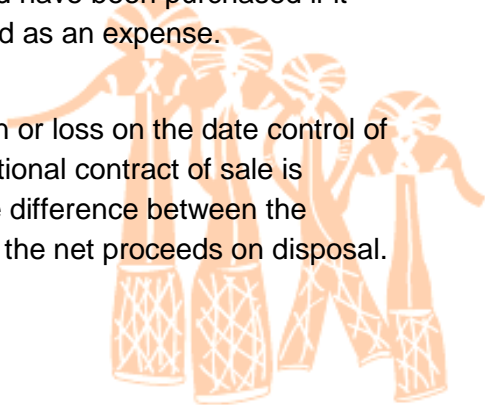 have been purchased if it
as an expense.
or loss on the date control of
contract of sale is
difference between the
the net proceeds on disposal.